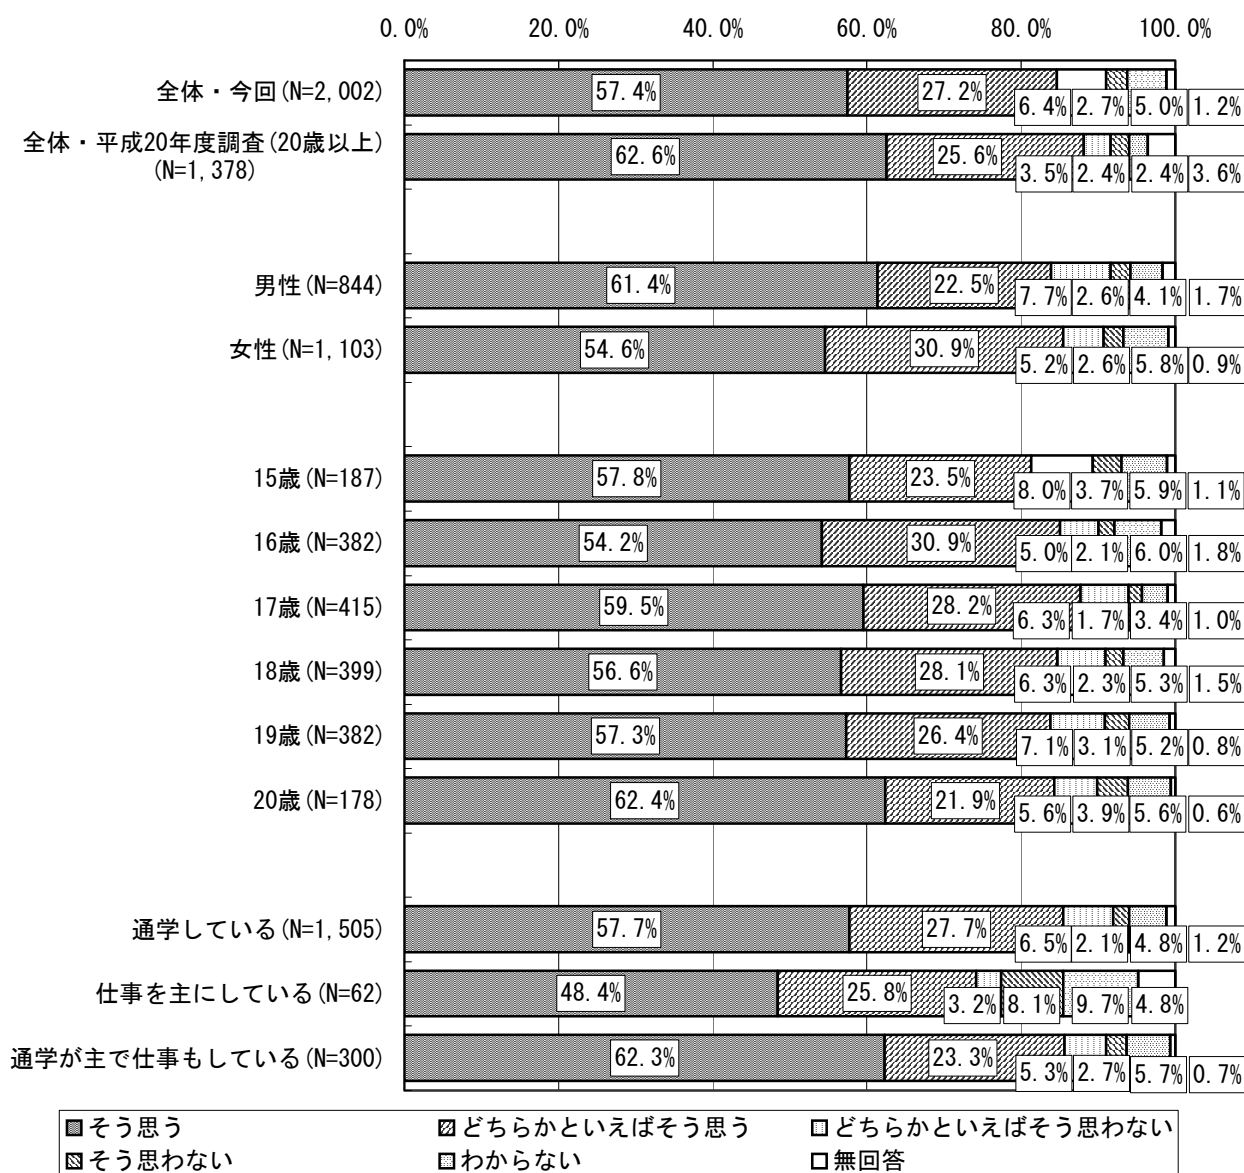 0.0% 20.0% 40.0% 60.0% 80.0% 100.0%
全体・今回(N=2,002) 57.4% 27.2% 6.4% 2.7% 5.0% 1.2%
全体・平成20年度調査(20歳以上)
(N=1,378) 62.6% 25.6% 3.5% 2.4% 2.4% 3.6%
男性(N=844) 61.4% 22.5% 7.7% 2.6% 4.1% 1.7%
女性(N=1,103) 54.6% 30.9% 5.2% 2.6% 5.8% 0.9%
15歳(N=187) 57.8% 23.5% 8.0% 3.7% 5.9% 1.1%
16歳(N=382) 54.2% 30.9% 5.0% 2.1% 6.0% 1.8%
17歳(N=415) 59.5% 28.2% 6.3% 1.7% 3.4% 1.0%
18歳(N=399) 56.6% 28.1% 6.3% 2.3% 5.3% 1.5%
19歳(N=382) 57.3% 26.4% 7.1% 3.1% 5.2% 0.8%
20歳(N=178) 62.4% 21.9% 5.6% 3.9% 5.6% 0.6%
通学している(N=1,505) 57.7% 27.7% 6.5% 2.1% 4.8% 1.2%
仕事を主にしている(N=62) 48.4% 25.8% 3.2% 8.1% 9.7% 4.8%
通学が主で仕事もしている(N=300) 62.3% 23.3% 5.3% 2.7% 5.7% 0.7%
そう思う どちらかといえばそう思う どちらかといえばそう思わない
そう思わない わからない 無回答